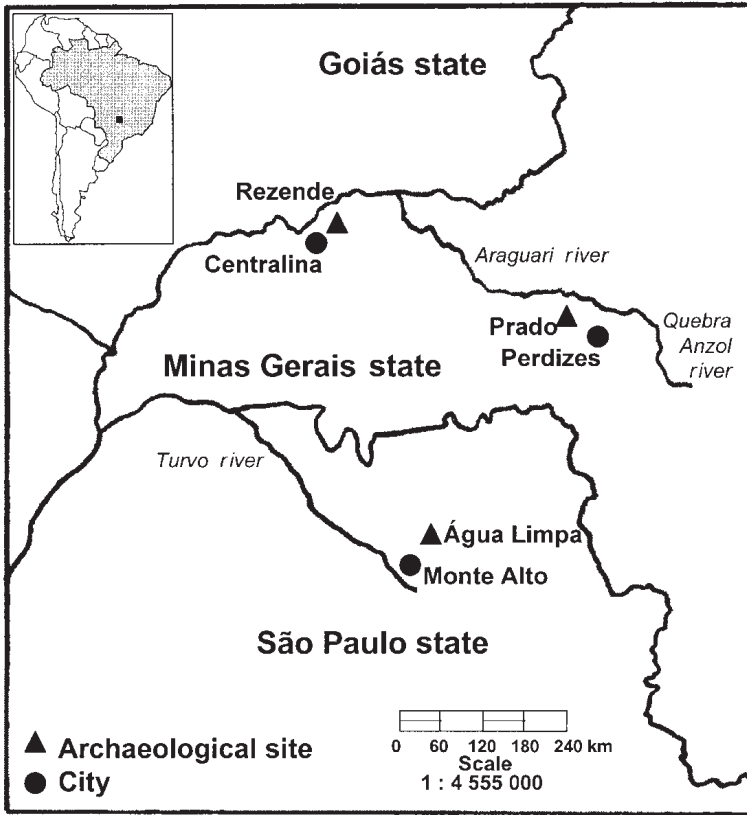 Goiás state
Rezende
Centralina
Araguari river
Prado
Perdizes
Quebra
Anzol
river
Minas Gerais state
Turvo river
Água Limpa
Monte Alto
São Paulo state
Archaeological site
City
0 60 120 180 240 km
Scale
1 : 4 555 000